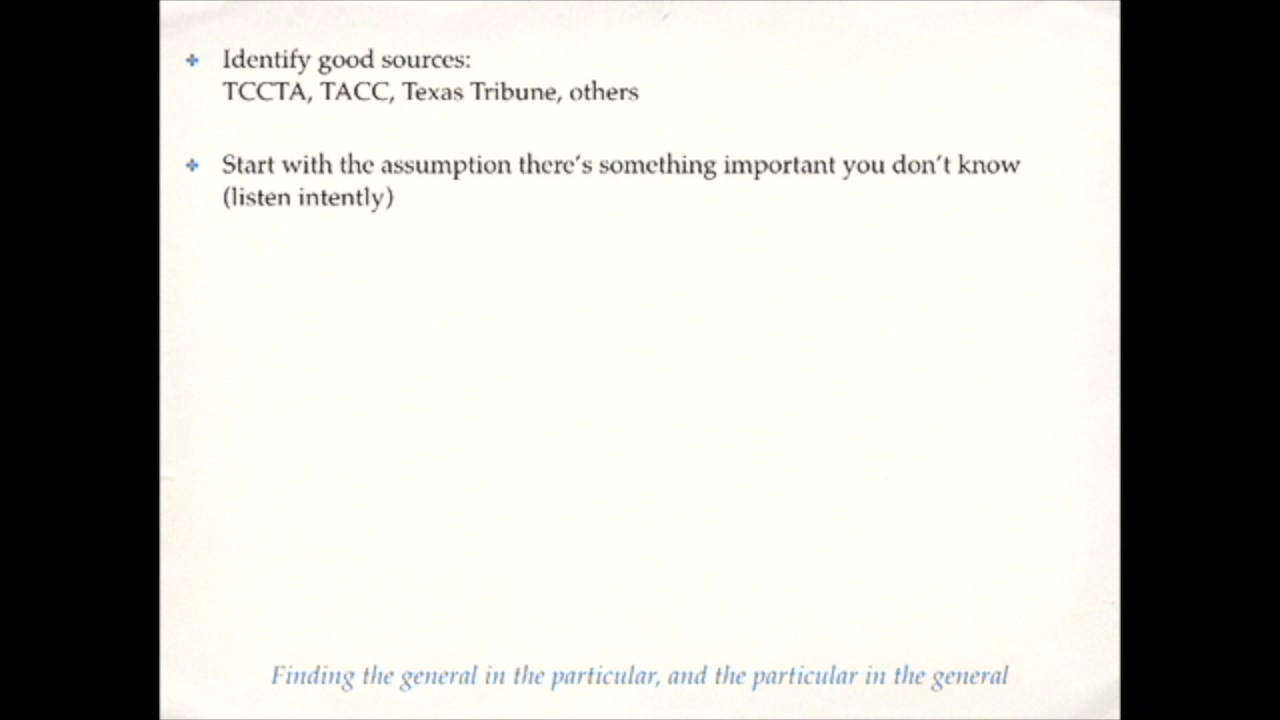 Identify good sources:
TCCTA, TACC, Texas Tribune, others
Start with the assumption there's something important you don't know
(listen intently)
Finding the general in the particular, and the particular in the general